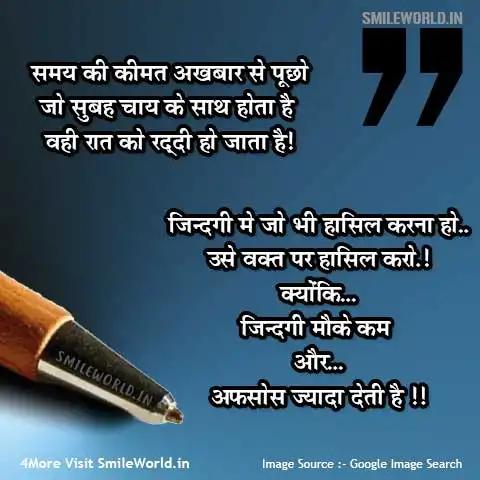 SMILEWORLD.IN
समय की कीमत अखबार से पूछो
जो सुबह चाय के साथ होता है
वही रात को रद्दी हो जाता है!
जिन्दगी मे जो भी हासिल करना हो..
उसे वक्त पर हासिल करो.!
क्योंकि...
जिन्दगी मौके कम
और...
अफसोस ज्यादा देती है !!
SMILEWORLD.IN
4More Visit SmileWorld.in
Image Source :- Google Image Search